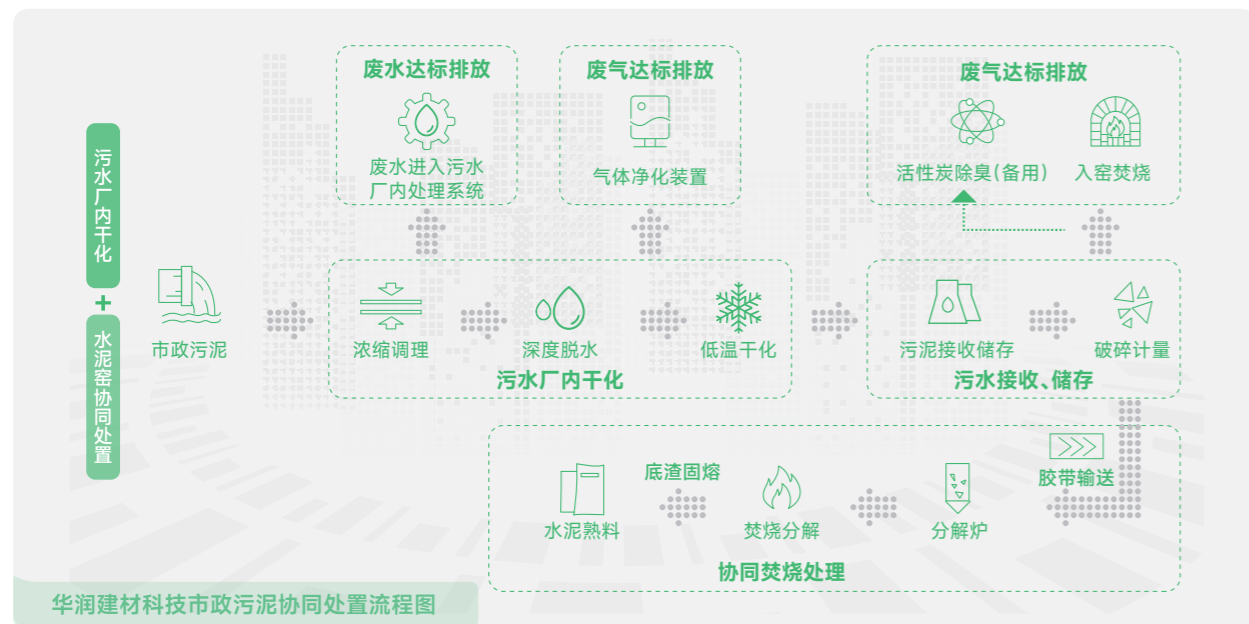 污水厂内干化
+
水泥窑协同处置
废水达标排放
废水进入污水
厂内处理系统
废气达标排放
气体净化装置
废气达标排放
活性炭除臭(备用)
入窑焚烧
市政污泥
浓缩调理
深度脱水
低温干化
污水厂内干化
污泥接收储存
破碎计量
污水接收、储存
胶带输送
分解炉
焚烧分解
底渣固熔
水泥熟料
协同焚烧处理
华润建材科技市政污泥协同处置流程图